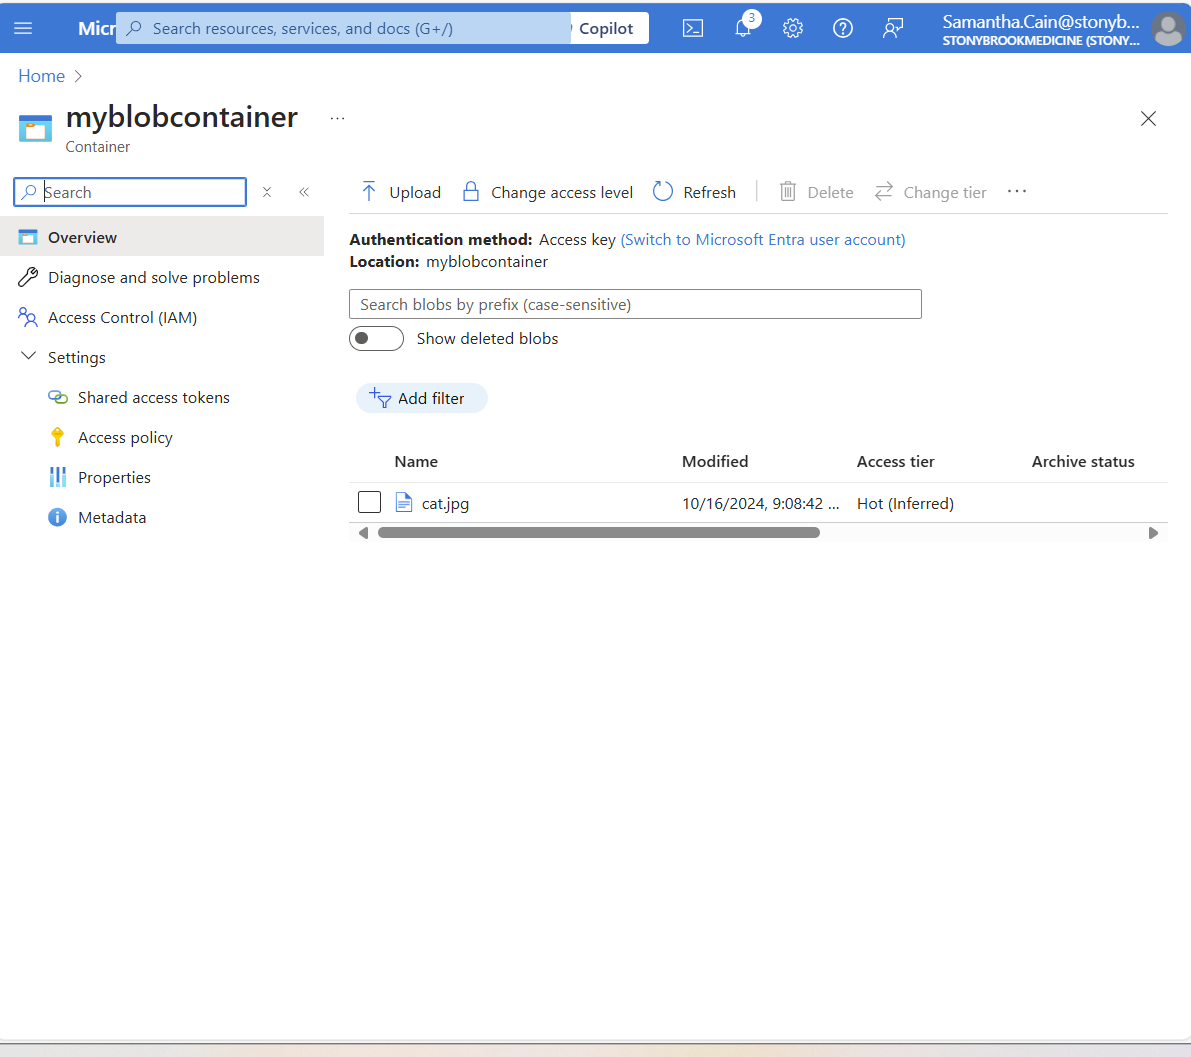 Micr
Search resources, services, and docs (G+/)
Copilot
3
Samantha.Cain@stonyb...
STONYBROOKMEDICINE (STONY...
Home
myblobcontainer
...
Container
Search
Upload
Change access level
Refresh
Delete
Change tier
...
Overview
Diagnose and solve problems
Access Control (IAM)
Settings
Shared access tokens
Access policy
Properties
Metadata
Authentication method: Access key (Switch to Microsoft Entra user account)
Location: myblobcontainer
Search blobs by prefix (case-sensitive)
Show deleted blobs
Add filter
Name Modified Access tier Archive status
cat.jpg 10/16/2024, 9:08:42 ... Hot (Inferred)